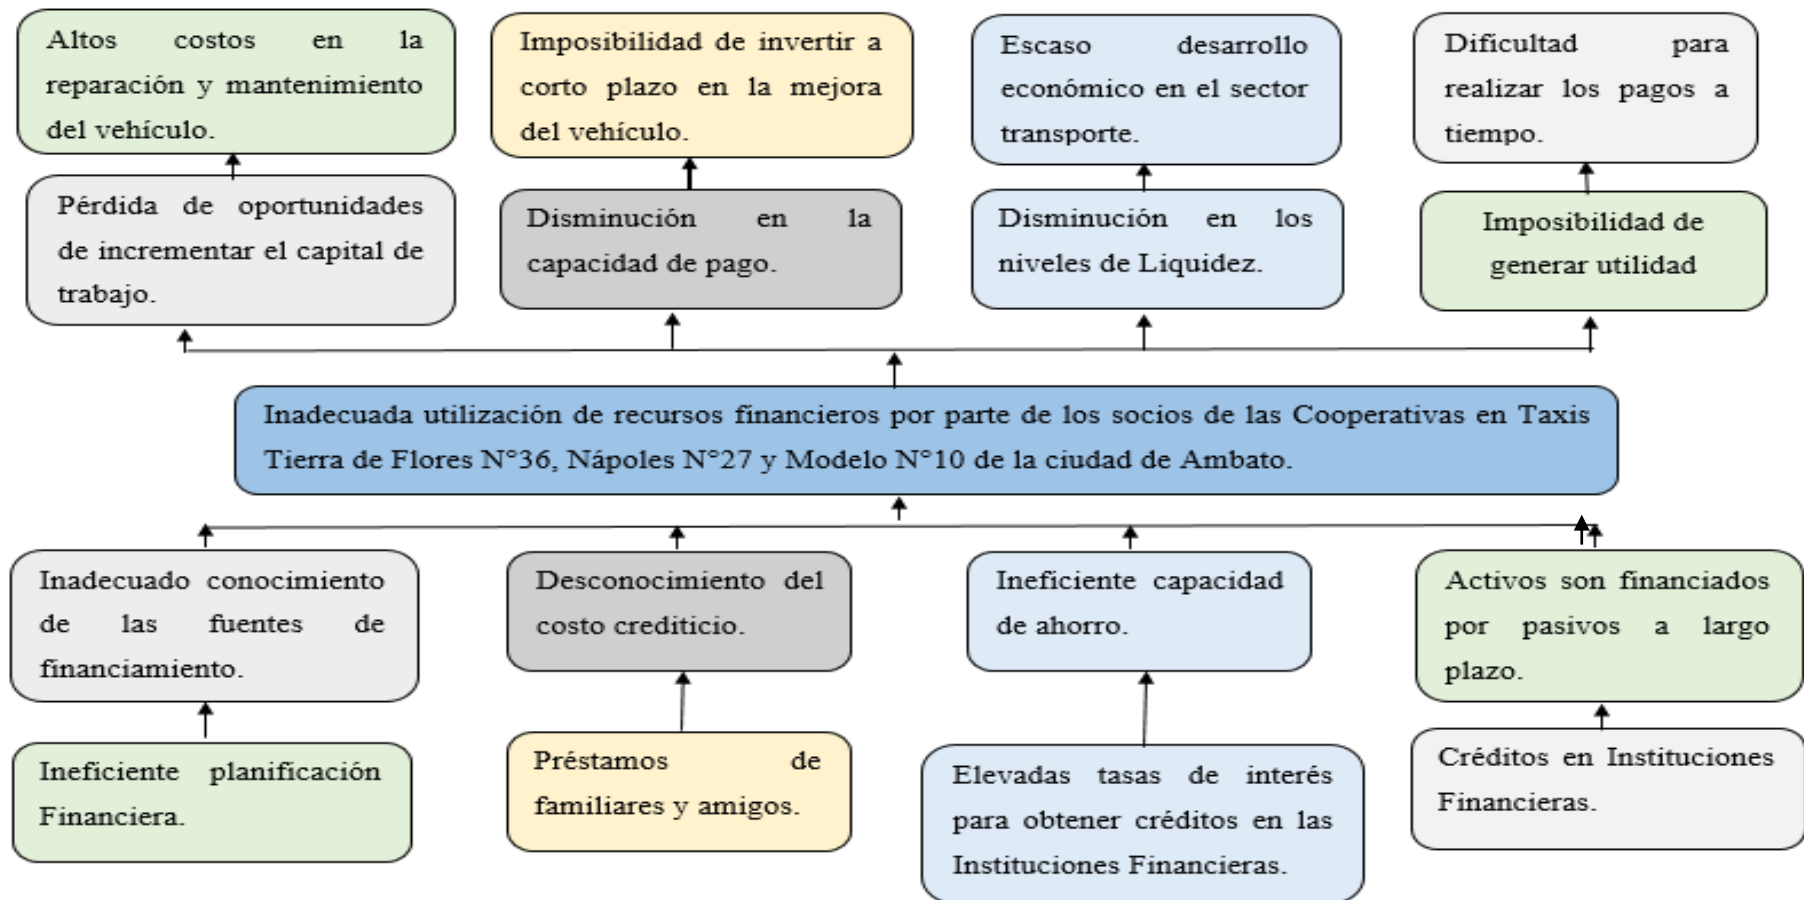 Altos costos en la
reparación y mantenimiento
del vehículo.
Imposibilidad de invertir a
corto plazo en la mejora
del vehículo.
Escaso desarrollo
económico en el sector
transporte.
Dificultad para
realizar los pagos a
tiempo.
Pérdida de oportunidades
de incrementar el capital de
trabajo.
Disminución en la
capacidad de pago.
Disminución en los
niveles de Liquidez.
Imposibilidad de
generar utilidad
Inadecuada utilización de recursos financieros por parte de los socios de las Cooperativas en Taxis
Tierra de Flores N°36, Nápoles N°27 y Modelo N°10 de la ciudad de Ambato.
Inadecuado conocimiento
de las fuentes de
financiamiento.
Desconocimiento del
costo crediticio.
Ineficiente capacidad
de ahorro.
Activos son financiados
por pasivos a largo
plazo.
Ineficiente planificación
Financiera.
Préstamos de
familiares y amigos.
Elevadas tasas de interés
para obtener créditos en las
Instituciones Financieras.
Créditos en Instituciones
Financieras.